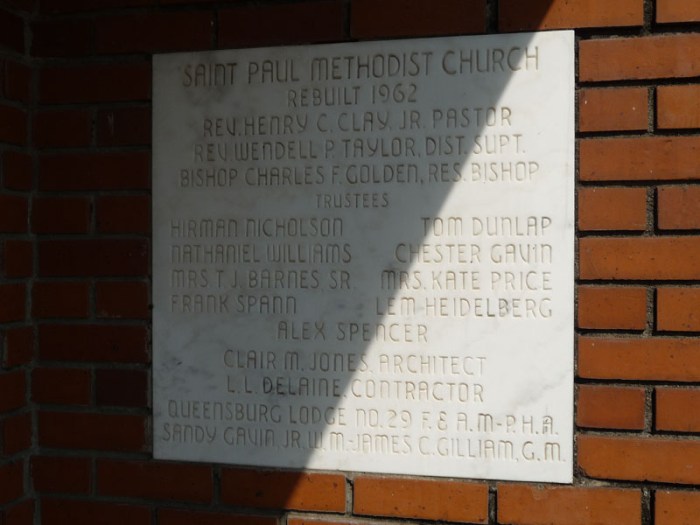 SAINT PAUL METHODIST CHURCH
REBUILT 1962
REV. HENRY C. CLAY, JR. PASTOR
REV. WENDELL P. TAYLOR, DIST. SUPT.
BISHOP CHARLES F. GOLDEN, RES. BISHOP
TRUSTEES
HIRMAN NICHOLSON TOM DUNLAP
NATHANIEL WILLIAMS CHESTER GAVIN
MRS. T. J. BARNES SR. MRS. KATE PRICE
FRANK SPANN LEM HEIDELBERG
ALEX SPENCER
CLAIR M. JONES, ARCHITECT
L. L. DELAINE, CONTRACTOR
QUEENSBURG LODGE NO. 29 F. & A. M-P. H. A.
SANDY GAVIN, JR. W. M-JAMES C. GILLIAM, G. M.